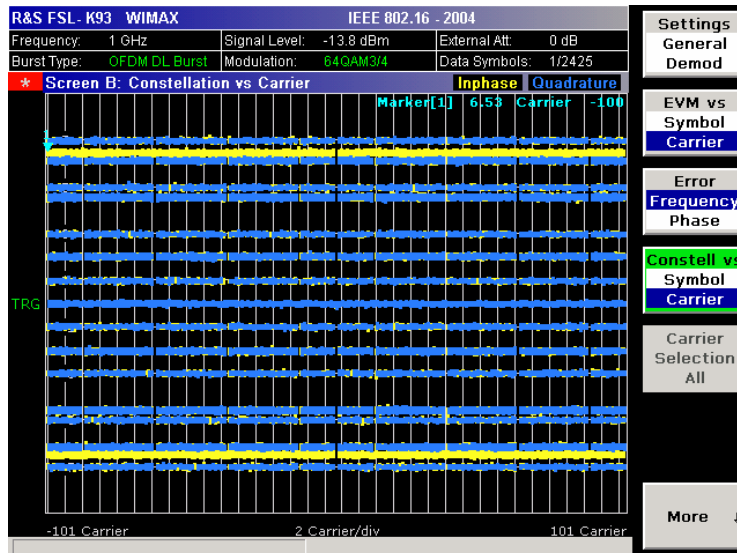 R&S FSL-K93 WIMAX IEEE 802.16 - 2004
Frequency: 1 GHz Signal Level: -13.8 dBm External Att: 0 dB
Burst Type: OFDM DL Burst Modulation: 64QAM3/4 Data Symbols: 1/2425
* Screen B: Constellation vs Carrier Inphase Quadrature
Marker[1] 6.53 Carrier -100
1
TRG
-101 Carrier 2 Carrier/div 101 Carrier
Settings
General
Demod
EVM vs
Symbol
Carrier
Error
Frequency
Phase
Constell vs
Symbol
Carrier
Carrier
Selection
All
More ↓